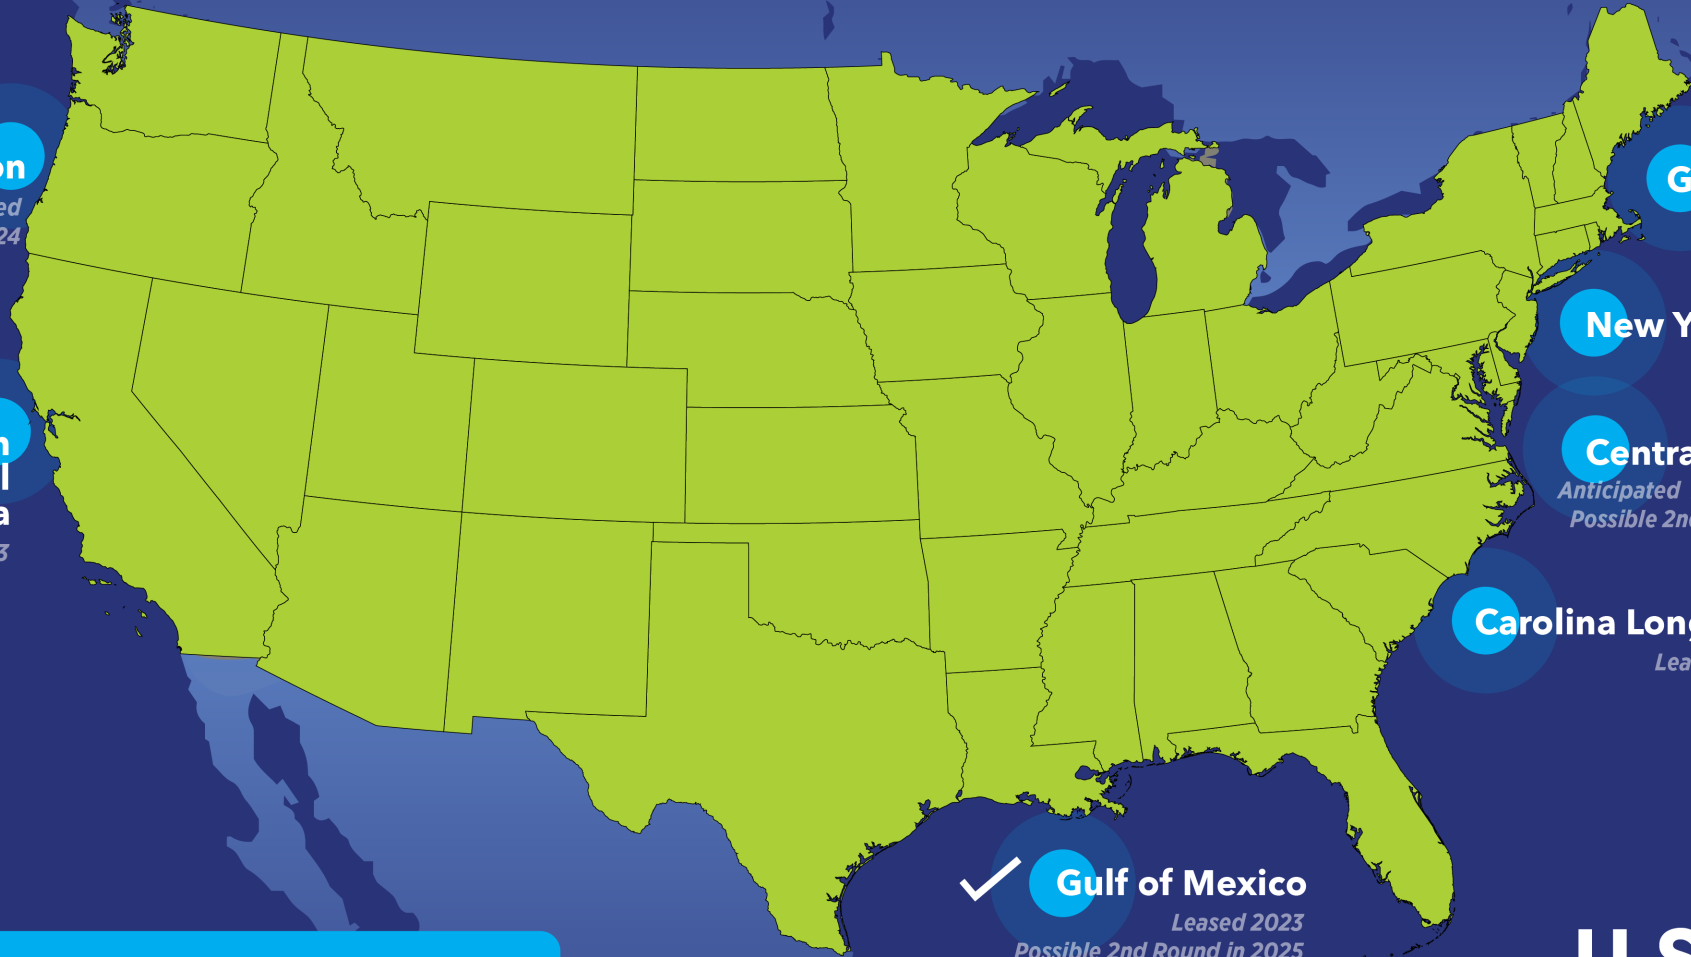 on
ed
24
n
l
a
3
G
New Y
Centra
Anticipated
Possible 2n
Carolina Lon
Lea
Gulf of Mexico
Leased 2023
Possible 2nd Round in 2025
U.S